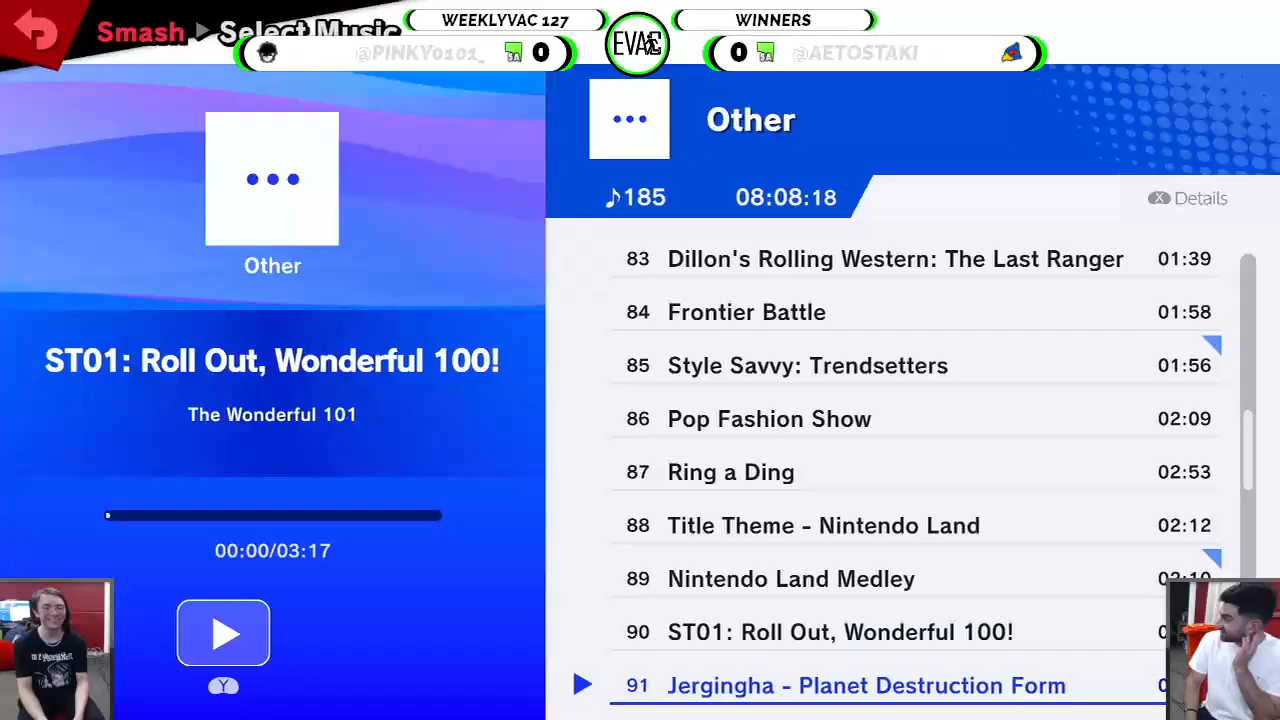 Smash ▶ Select Music
WEEKLYVAC 127
WINNERS
@PINKY0101_
SA
0
EVAC
0
SA
@AETOSTAKI
Other
Other
♪185
08:08:18
X Details
ST01: Roll Out, Wonderful 100!
The Wonderful 101
00:00/03:17
Y
83 Dillon's Rolling Western: The Last Ranger 01:39
84 Frontier Battle 01:58
85 Style Savvy: Trendsetters 01:56
86 Pop Fashion Show 02:09
87 Ring a Ding 02:53
88 Title Theme - Nintendo Land 02:12
89 Nintendo Land Medley
90 ST01: Roll Out, Wonderful 100!
91 Jergingha - Planet Destruction Form